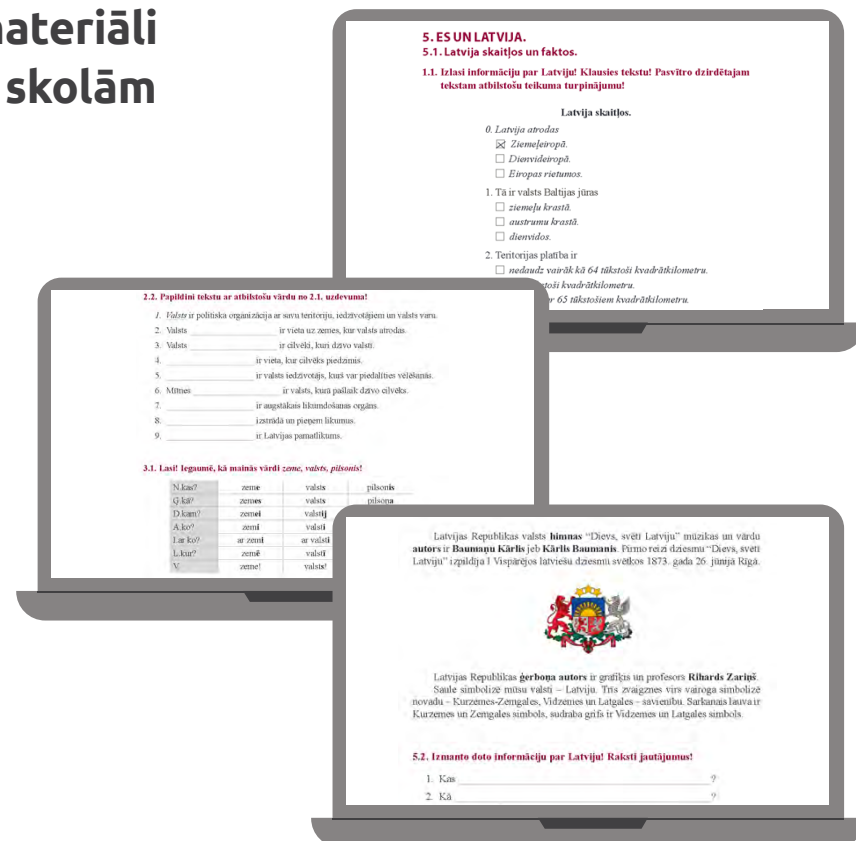 materiāli
skolām
5. ES UN LATVIJA.
5.1. Latvija skaitļos un faktos.
1.1. Izlasi informāciju par Latviju! Klausies tekstu! Pasvītro dzirdētajam
tekstam atbilstošu teikuma turpinājumu!
Latvija skaitļos.
0. Latvija atrodas
☒ Ziemeļeiropā.
☐ Dienvideiropā.
☐ Eiropas rietumos.
1. Tā ir valsts Baltijas jūras
☐ ziemeļu krastā.
☐ austrumu krastā.
☐ dienvidos.
2. Teritorijas platība ir
☐ nedaudz vairāk kā 64 tūkstoši kvadrātkilometru.
kvadrātkilometru.
65 tūkstošiem kvadrātkilometru.
2.2. Papildini tekstu ar atbilstošu vārdu no 2.1. uzdevuma!
1. Valsts ir politiska organizācija ar savu teritoriju, iedzīvotājiem un valsts varu.
2. Valsts ____________ ir vieta uz zemes, kur valsts atrodas.
3. Valsts ____________ ir cilvēki, kuri dzīvo valstī.
4. ____________ ir vieta, kur cilvēks piedzimis.
5. ____________ ir valsts iedzīvotājs, kurš var piedalīties vēlēšanās.
6. Mītnes ____________ ir valsts, kurā pašlaik dzīvo cilvēks.
7. ____________ ir augstākais likumdošanas orgāns.
8. ____________ izstrādā un pieņem likumus.
9. ____________ ir Latvijas pamatlikums.
3.1. Lasi! Iegaumē, kā mainās vārdi zeme, valsts, pilsonis!
N.kas? zeme valsts pilsonis
Ģ.kā? zemes valsts pilsoņa
D.kam? zemei valstij
A.ko? zemi valsti
I.ar ko? ar zemi ar valsti
L.kur? zemē valstī
V. zeme! valsts!
Latvijas Republikas valsts himnas "Dievs, svētī Latviju" mūzikas un vārdu
autors ir Baumaņu Kārlis jeb Kārlis Baumanis. Pirmo reizi dziesmu "Dievs, svētī
Latviju" izpildīja I Vispārējos latviešu dziesmu svētkos 1873. gada 26. jūnijā Rīgā.
Latvijas Republikas ģerboņa autors ir grafiķis un profesors Rihards Zariņš.
Saule simbolizē mūsu valsti – Latviju. Trīs zvaigznes virs vairoga simbolizē
novadu – Kurzemes-Zemgales, Vidzemes un Latgales – savienību. Sarkanais lauva ir
Kurzemes un Zemgales simbols, sudraba grifs ir Vidzemes un Latgales simbols.
5.2. Izmanto doto informāciju par Latviju! Raksti jautājumus!
1. Kas ____________?
2. Kā ____________?